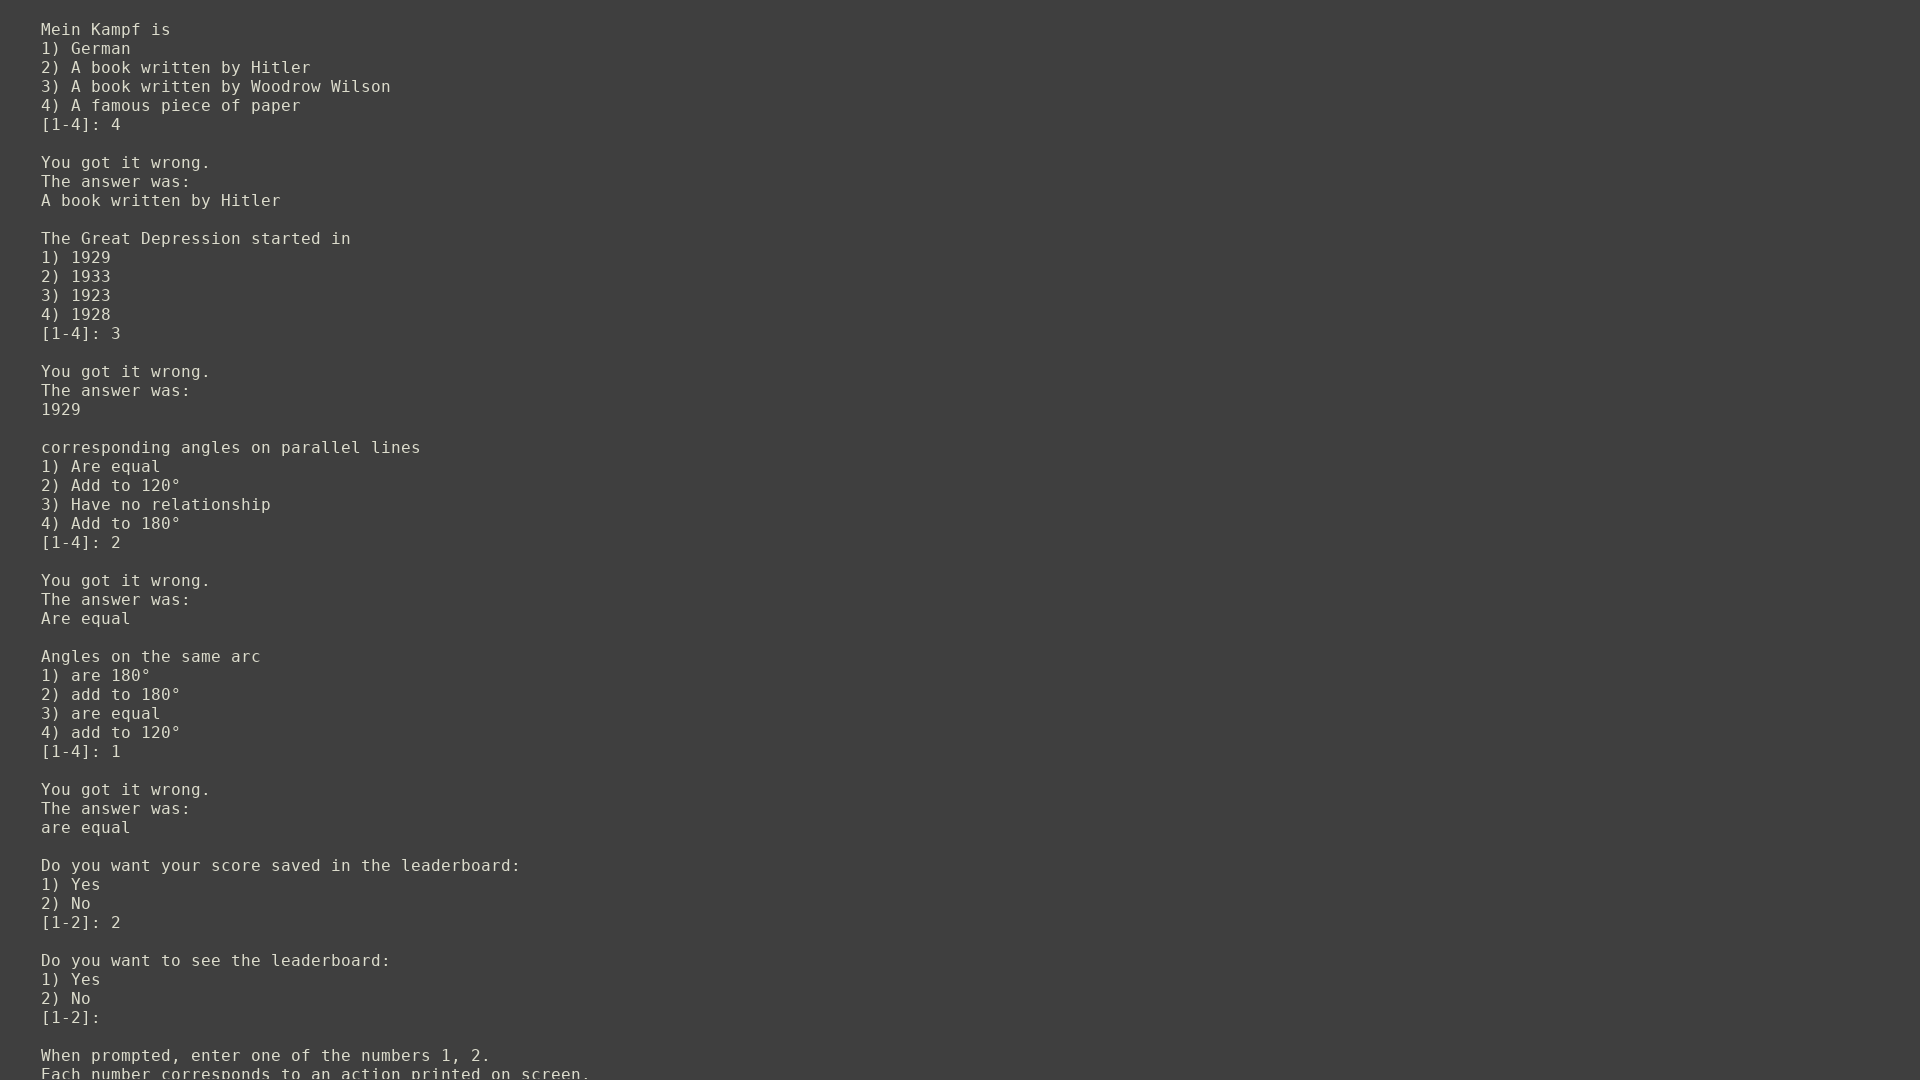 Mein Kampf is
1) German
2) A book written by Hitler
3) A book written by Woodrow Wilson
4) A famous piece of paper
[1-4]: 4

You got it wrong.
The answer was:
A book written by Hitler

The Great Depression started in
1) 1929
2) 1933
3) 1923
4) 1928
[1-4]: 3

You got it wrong.
The answer was:
1929

corresponding angles on parallel lines
1) Are equal
2) Add to 120°
3) Have no relationship
4) Add to 180°
[1-4]: 2

You got it wrong.
The answer was:
Are equal

Angles on the same arc
1) are 180°
2) add to 180°
3) are equal
4) add to 120°
[1-4]: 1

You got it wrong.
The answer was:
are equal

Do you want your score saved in the leaderboard:
1) Yes
2) No
[1-2]: 2

Do you want to see the leaderboard:
1) Yes
2) No
[1-2]:

When prompted, enter one of the numbers 1, 2.
Each number corresponds to an action printed on screen.